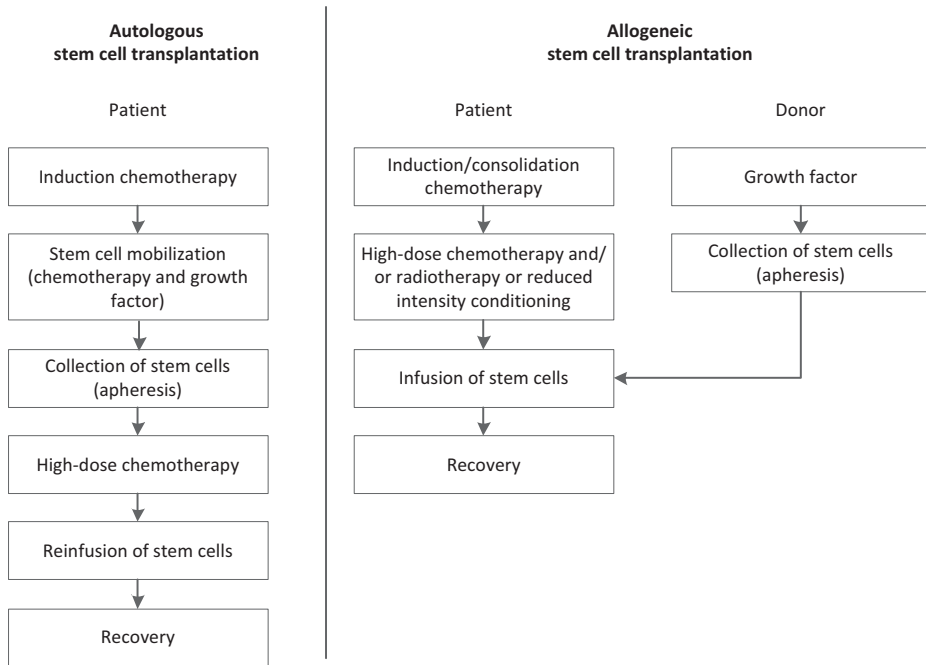 Autologous
stem cell transplantation
Patient
Induction chemotherapy
Stem cell mobilization
(chemotherapy and growth
factor)
Collection of stem cells
(apheresis)
High-dose chemotherapy
Reinfusion of stem cells
Recovery
Allogeneic
stem cell transplantation
Patient
Induction/consolidation
chemotherapy
High-dose chemotherapy and/
or radiotherapy or reduced
intensity conditioning
Infusion of stem cells
Recovery
Donor
Growth factor
Collection of stem cells
(apheresis)